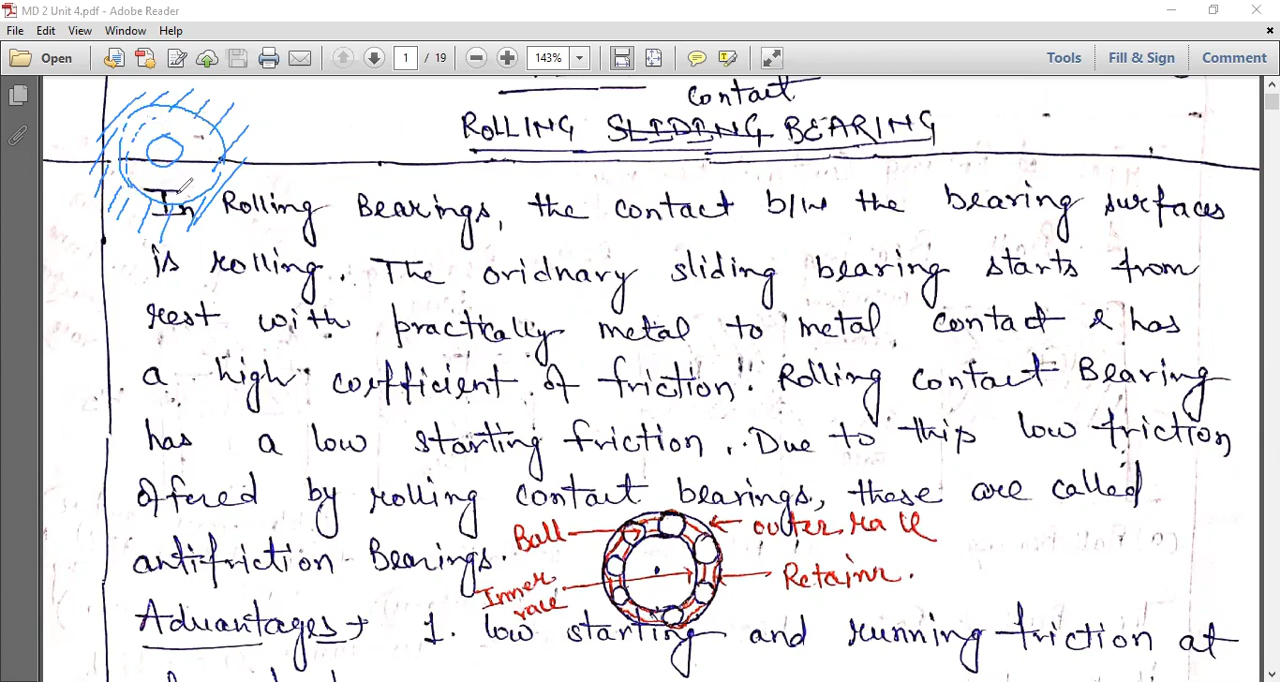 MD 2 Unit 4.pdf - Adobe Reader
File Edit View Window Help
Open 1 / 19 143% Tools Fill & Sign Comment
contact
ROLLING SLIDING BEARING
In Rolling Bearings, the contact b/w the bearing surfaces
is rolling. The oridnary sliding bearing starts from
rest with practically metal to metal contact & has
a high coefficient of friction. Rolling contact Bearing
has a low starting friction. Due to this low friction
offered by rolling contact bearings, these are called
antifriction Bearings.
Ball
outer race
Inner race
Retainr.
Advantages → 1. low starting and running friction at